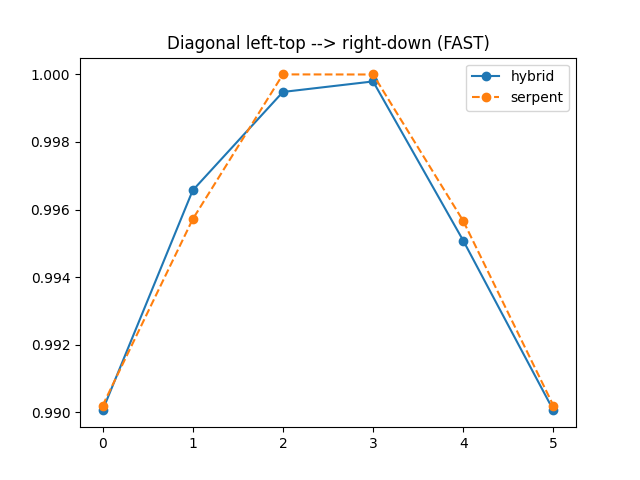 Diagonal left-top --> right-down (FAST)
hybrid
serpent
1.000
0.998
0.996
0.994
0.992
0.990
0 1 2 3 4 5